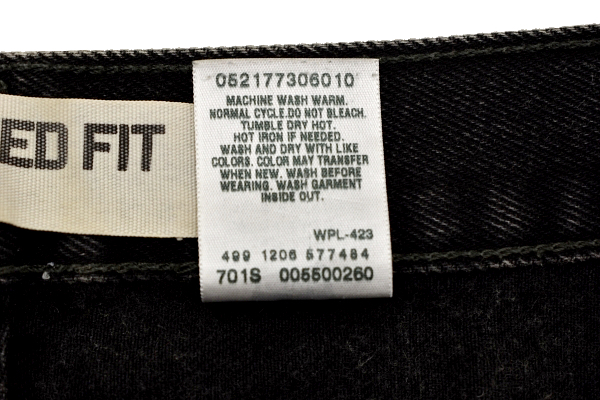 ED FIT
052177306010
MACHINE WASH WARM.
NORMAL CYCLE.DO NOT BLEACH.
TUMBLE DRY HOT.
HOT IRON IF NEEDED.
WASH AND DRY WITH LIKE
COLORS. COLOR MAY TRANSFER
WHEN NEW. WASH BEFORE
WEARING. WASH GARMENT
INSIDE OUT.
WPL-423
499 1206 577484
701S 005500260